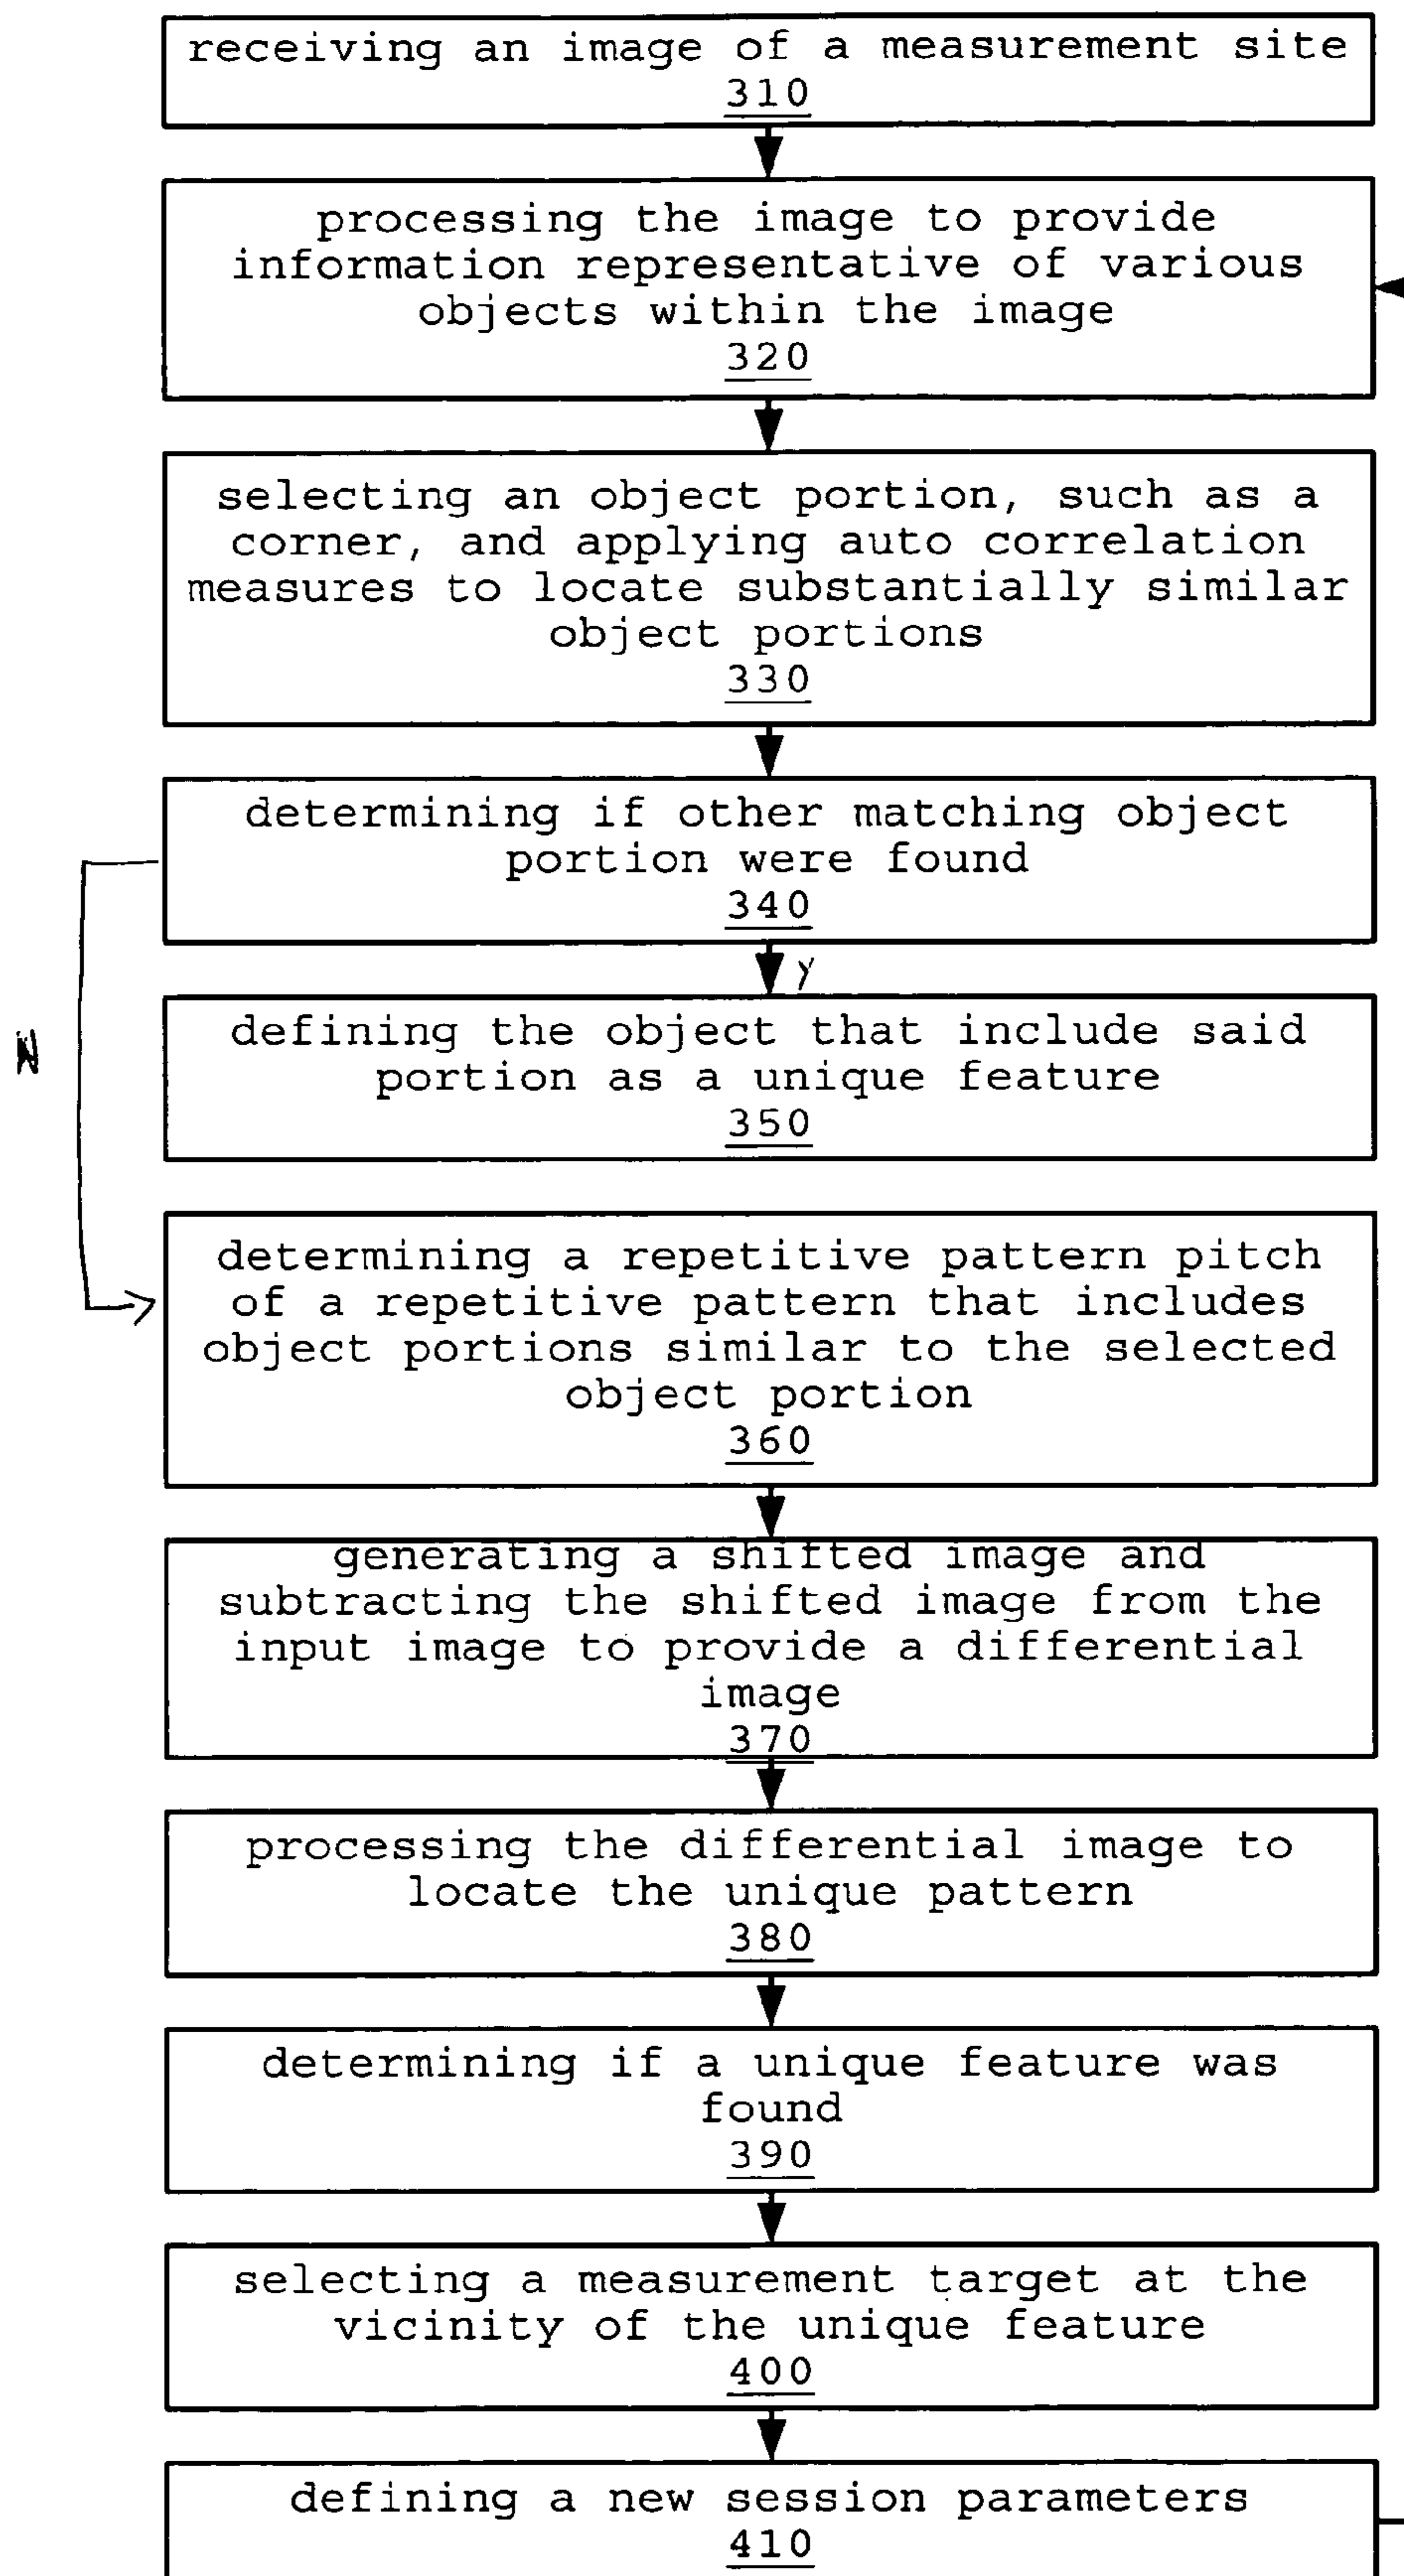 receiving an image of a measurement site
310
processing the image to provide
information representative of various
objects within the image
320
selecting an object portion, such as a
corner, and applying auto correlation
measures to locate substantially similar
object portions
330
determining if other matching object
portion were found
340
y
defining the object that include said
portion as a unique feature
350
N
determining a repetitive pattern pitch
of a repetitive pattern that includes
object portions similar to the selected
object portion
360
generating a shifted image and
subtracting the shifted image from the
input image to provide a differential
image
370
processing the differential image to
locate the unique pattern
380
determining if a unique feature was
found
390
selecting a measurement target at the
vicinity of the unique feature
400
defining a new session parameters
410